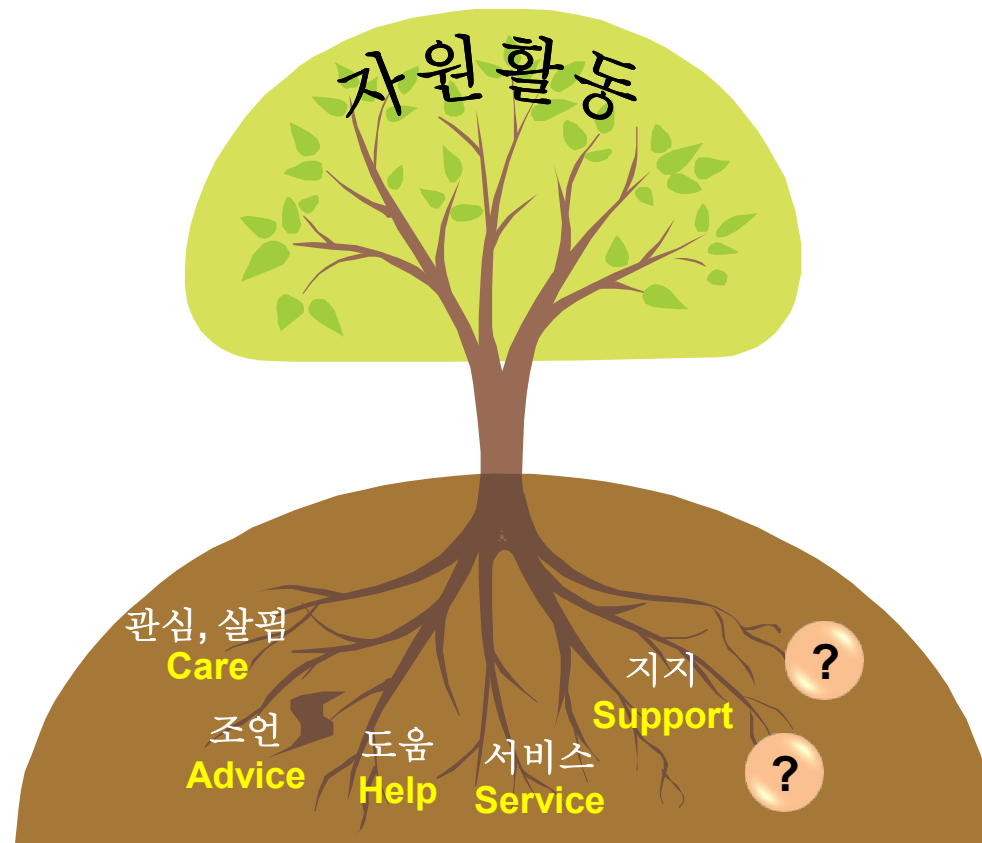 자원활동
관심, 살핌
Care
조언
Advice
도움
Help
서비스
Service
지지
Support
?
?